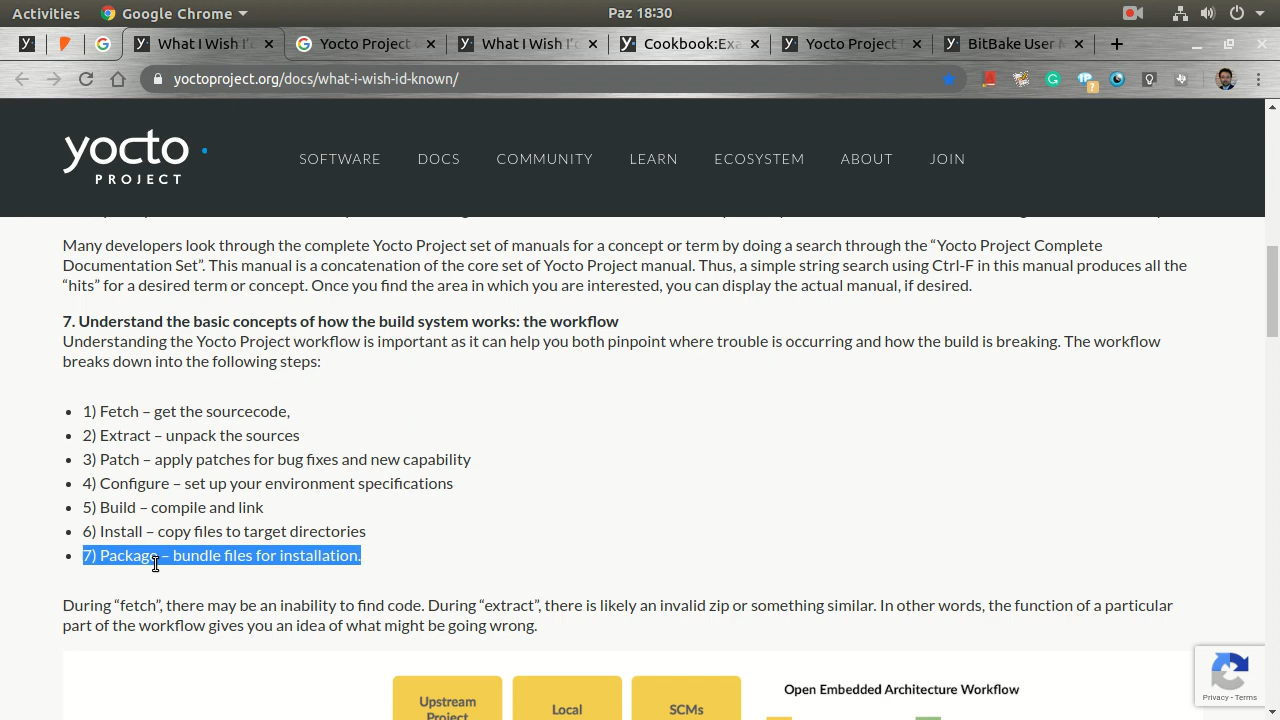 Activities
Google Chrome
Paz 18:30
What I Wish I'd
Yocto Project
What I Wish I'd
Cookbook:Exa
Yocto Project
BitBake User M
yoctoproject.org/docs/what-i-wish-id-known/
yocto
PROJECT
SOFTWARE
DOCS
COMMUNITY
LEARN
ECOSYSTEM
ABOUT
JOIN
Many developers look through the complete Yocto Project set of manuals for a concept or term by doing a search through the “Yocto Project Complete
Documentation Set”. This manual is a concatenation of the core set of Yocto Project manual. Thus, a simple string search using Ctrl-F in this manual produces all the
“hits” for a desired term or concept. Once you find the area in which you are interested, you can display the actual manual, if desired.
7. Understand the basic concepts of how the build system works: the workflow
Understanding the Yocto Project workflow is important as it can help you both pinpoint where trouble is occurring and how the build is breaking. The workflow
breaks down into the following steps:
1) Fetch – get the sourcecode,
2) Extract – unpack the sources
3) Patch – apply patches for bug fixes and new capability
4) Configure – set up your environment specifications
5) Build – compile and link
6) Install – copy files to target directories
7) Package – bundle files for installation.
During “fetch”, there may be an inability to find code. During “extract”, there is likely an invalid zip or something similar. In other words, the function of a particular
part of the workflow gives you an idea of what might be going wrong.
Upstream
Project
Local
SCMs
Open Embedded Architecture Workflow
Privacy - Terms